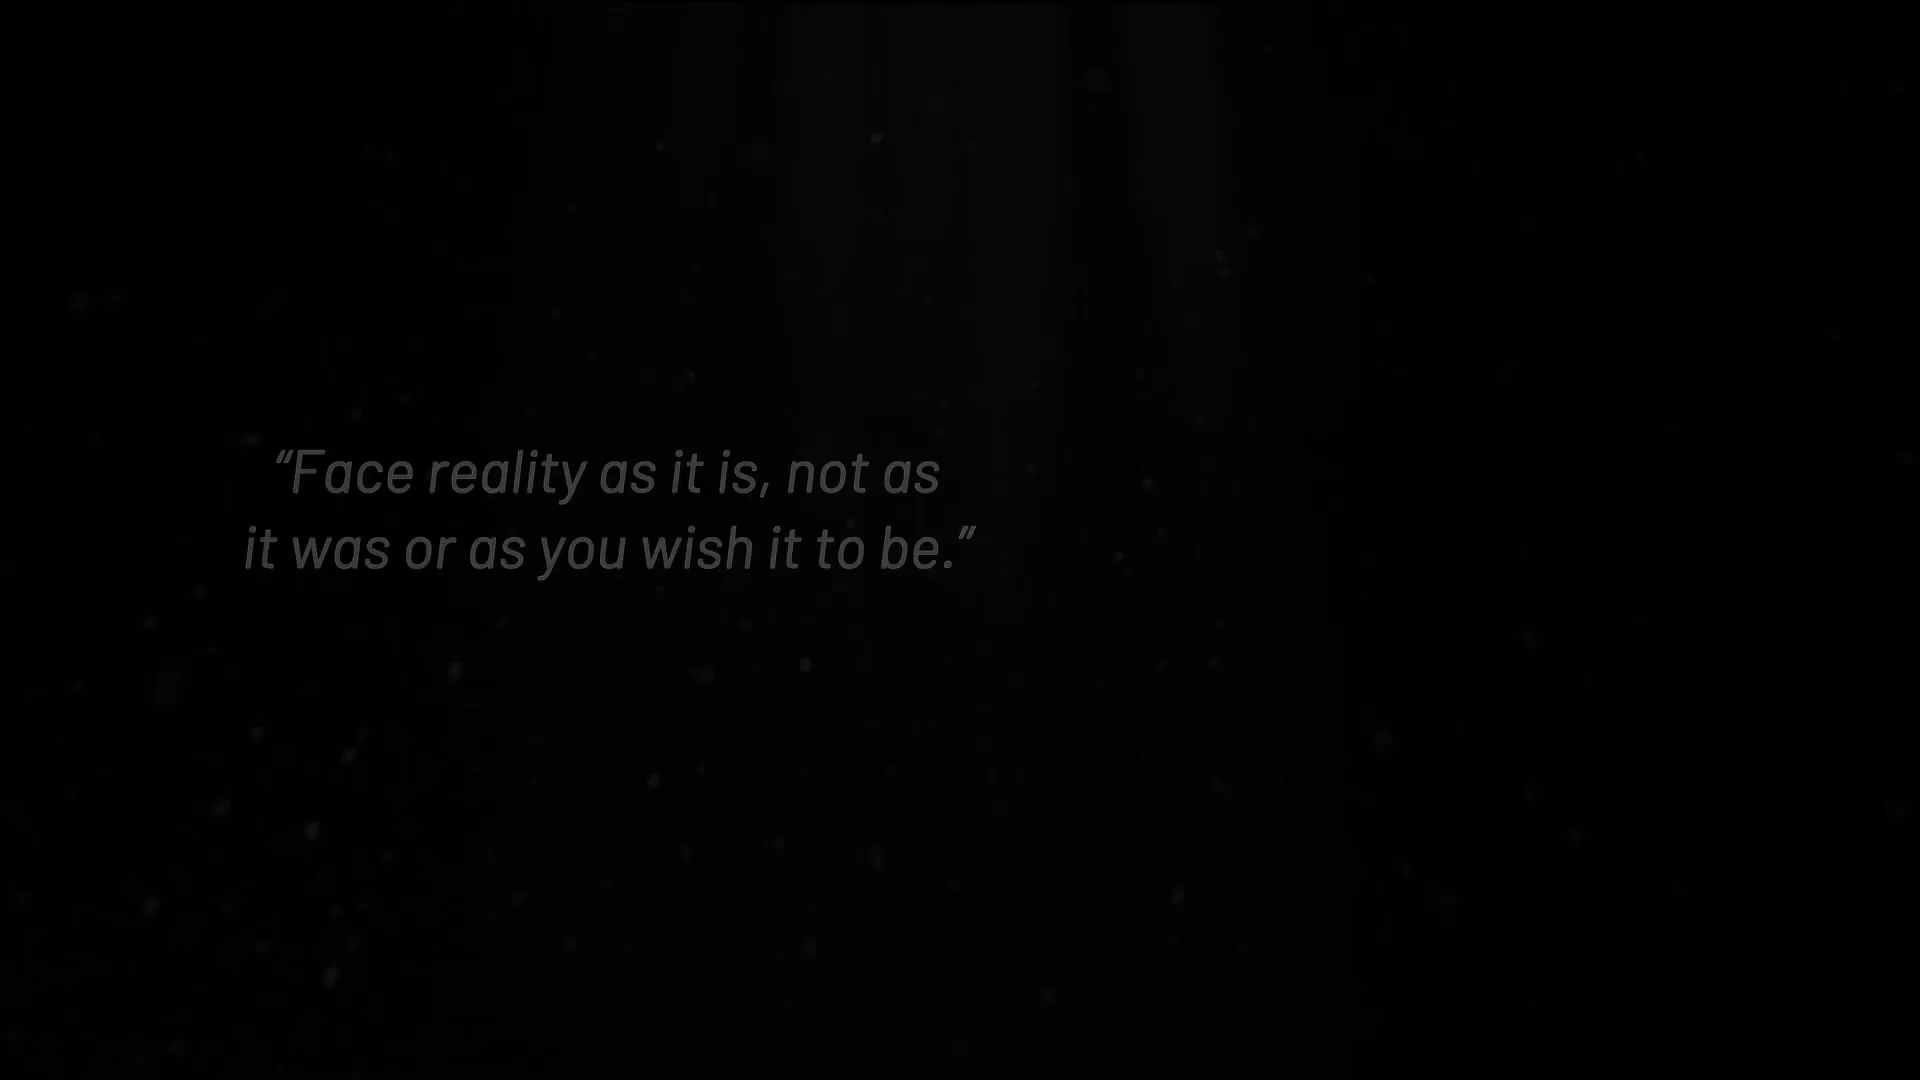 “Face reality as it is, not as
it was or as you wish it to be.”